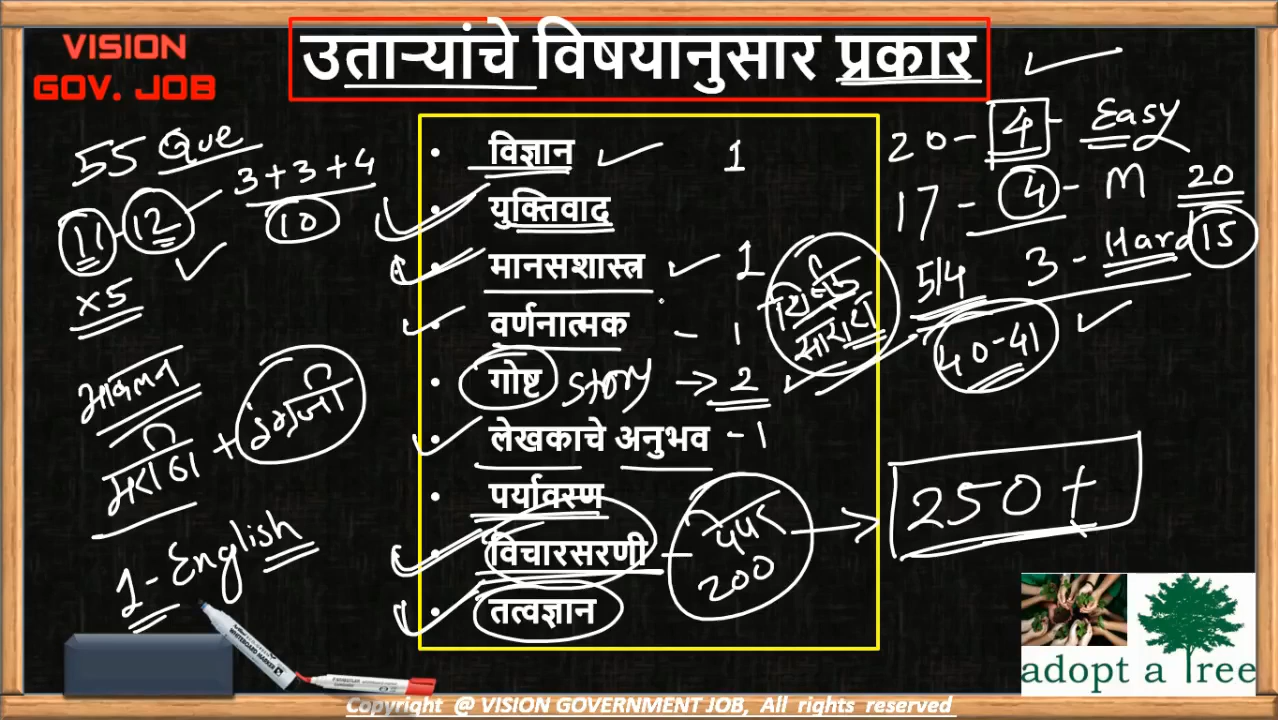 VISION
GOV. JOB
उताऱ्यांचे विषयानुसार प्रकार
55 Que
11 - 12 3+3+4
10
x5
आकलन
मराठी + इंग्रजी
1 - English
• विज्ञान 1
• युक्तिवाद
• मानसशास्त्र 1
• वर्णनात्मक - 1
• गोष्ट Story → 2
• लेखकाचे अनुभव - 1
• पर्यावरण
• विचारसरणी - पेपर 200 → 250+
• तत्वज्ञान
20 - 4 - Easy
17 - 4 - M 20
3 - Hard 15
5/4
40-41
सारांश
adopt a Tree
Copyright @ VISION GOVERNMENT JOB, All rights reserved